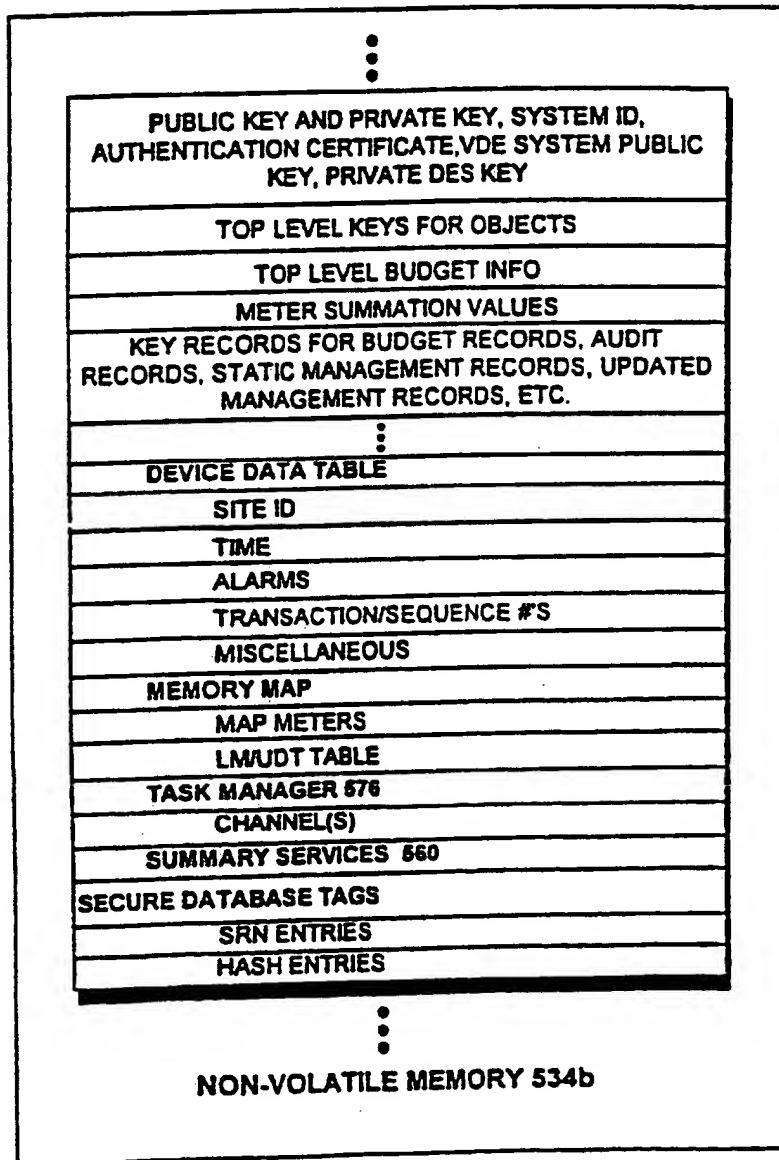 PUBLIC KEY AND PRIVATE KEY, SYSTEM ID,
AUTHENTICATION CERTIFICATE,VDE SYSTEM PUBLIC
KEY, PRIVATE DES KEY
TOP LEVEL KEYS FOR OBJECTS
TOP LEVEL BUDGET INFO
METER SUMMATION VALUES
KEY RECORDS FOR BUDGET RECORDS, AUDIT
RECORDS, STATIC MANAGEMENT RECORDS, UPDATED
MANAGEMENT RECORDS, ETC.
DEVICE DATA TABLE
SITE ID
TIME
ALARMS
TRANSACTION/SEQUENCE #'S
MISCELLANEOUS
MEMORY MAP
MAP METERS
LM/UDT TABLE
TASK MANAGER 576
CHANNEL(S)
SUMMARY SERVICES 560
SECURE DATABASE TAGS
SRN ENTRIES
HASH ENTRIES
NON-VOLATILE MEMORY 534b